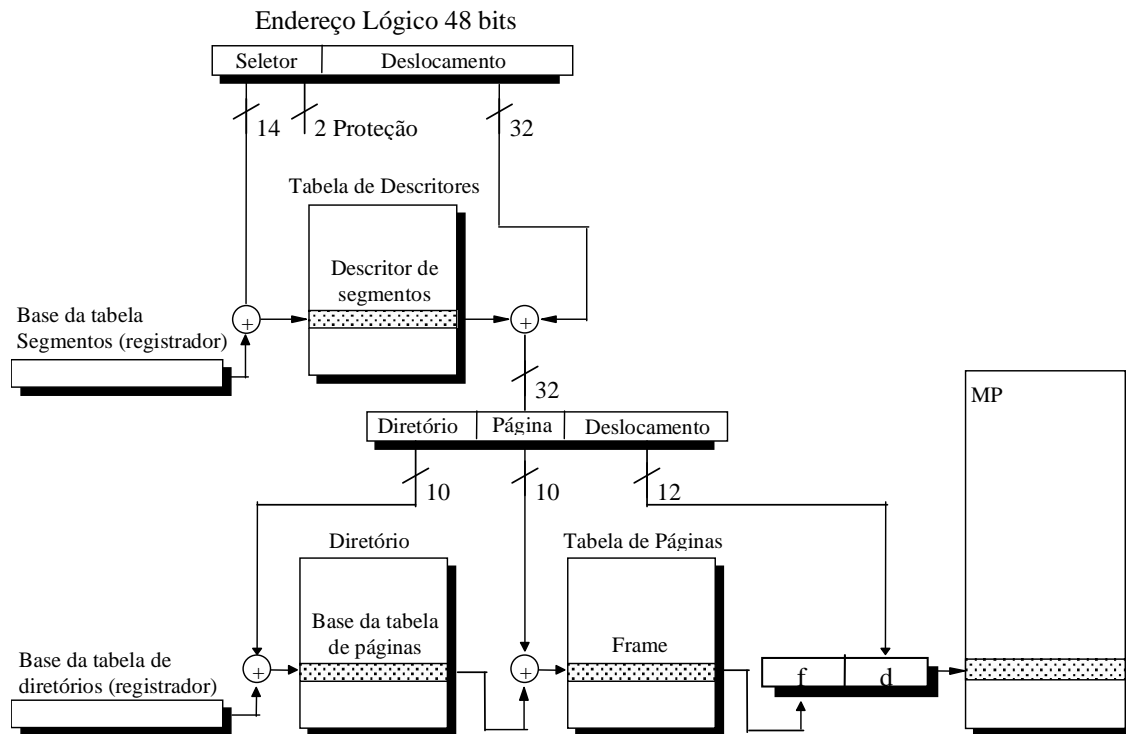 Endereço Lógico 48 bits
Seletor
Deslocamento
14
2 Proteção
32
Tabela de Descritores
Descritor de
segmentos
Base da tabela
Segmentos (registrador)
+
+
32
MP
Diretório
Página
Deslocamento
10
10
12
Diretório
Tabela de Páginas
Base da tabela
de páginas
Frame
Base da tabela de
diretórios (registrador)
+
+
f
d